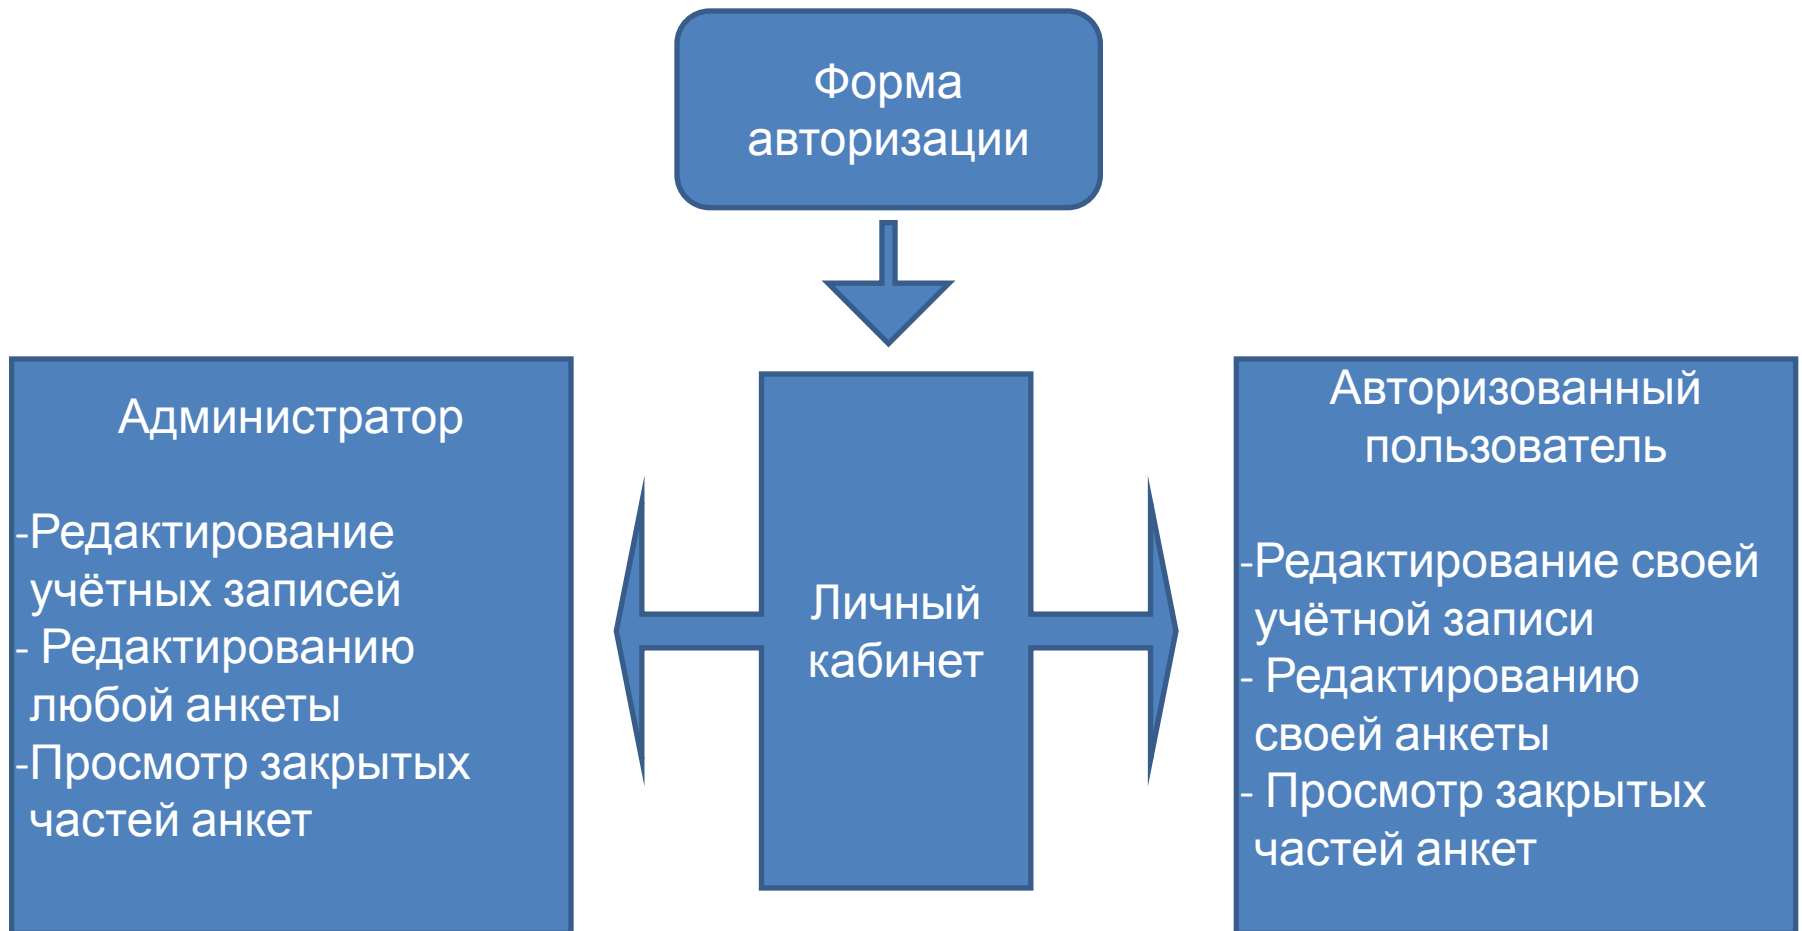 Форма
авторизации
Администратор
-Редактирование
учётных записей
- Редактированию
любой анкеты
-Просмотр закрытых
частей анкет
Личный
кабинет
Авторизованный
пользователь
-Редактирование своей
учётной записи
- Редактированию
своей анкеты
- Просмотр закрытых
частей анкет